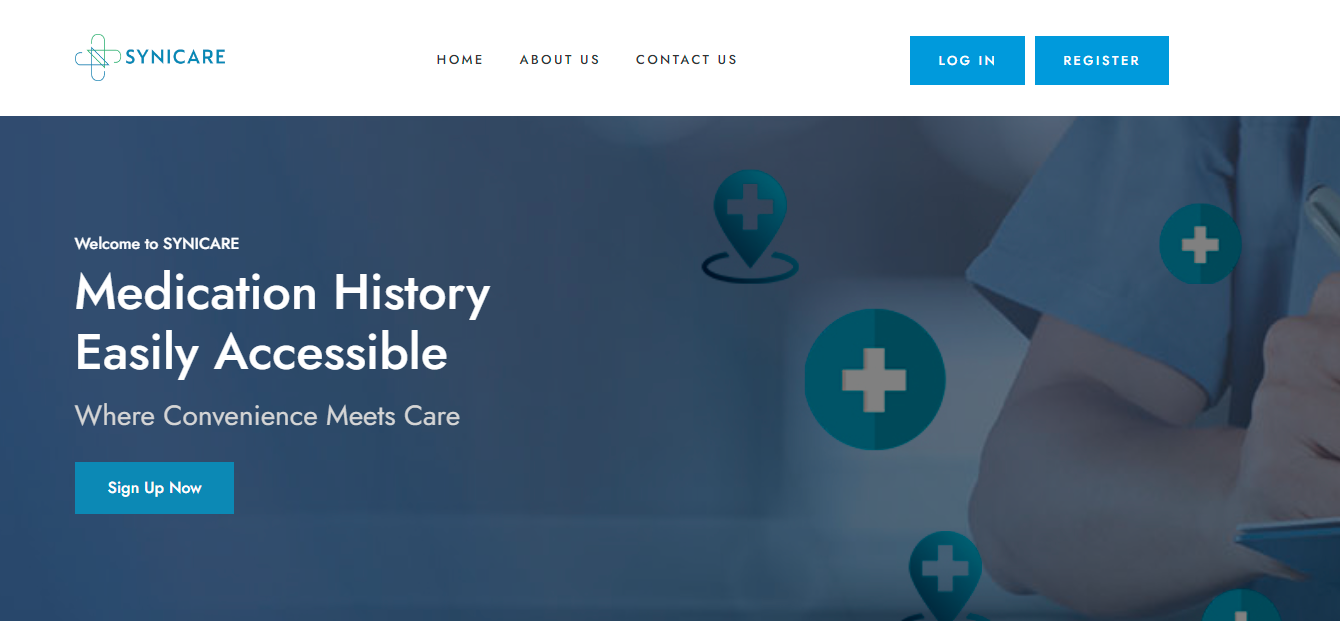 SYNICARE
HOME
ABOUT US
CONTACT US
LOG IN
REGISTER
Welcome to SYNICARE
Medication History
Easily Accessible
Where Convenience Meets Care
Sign Up Now